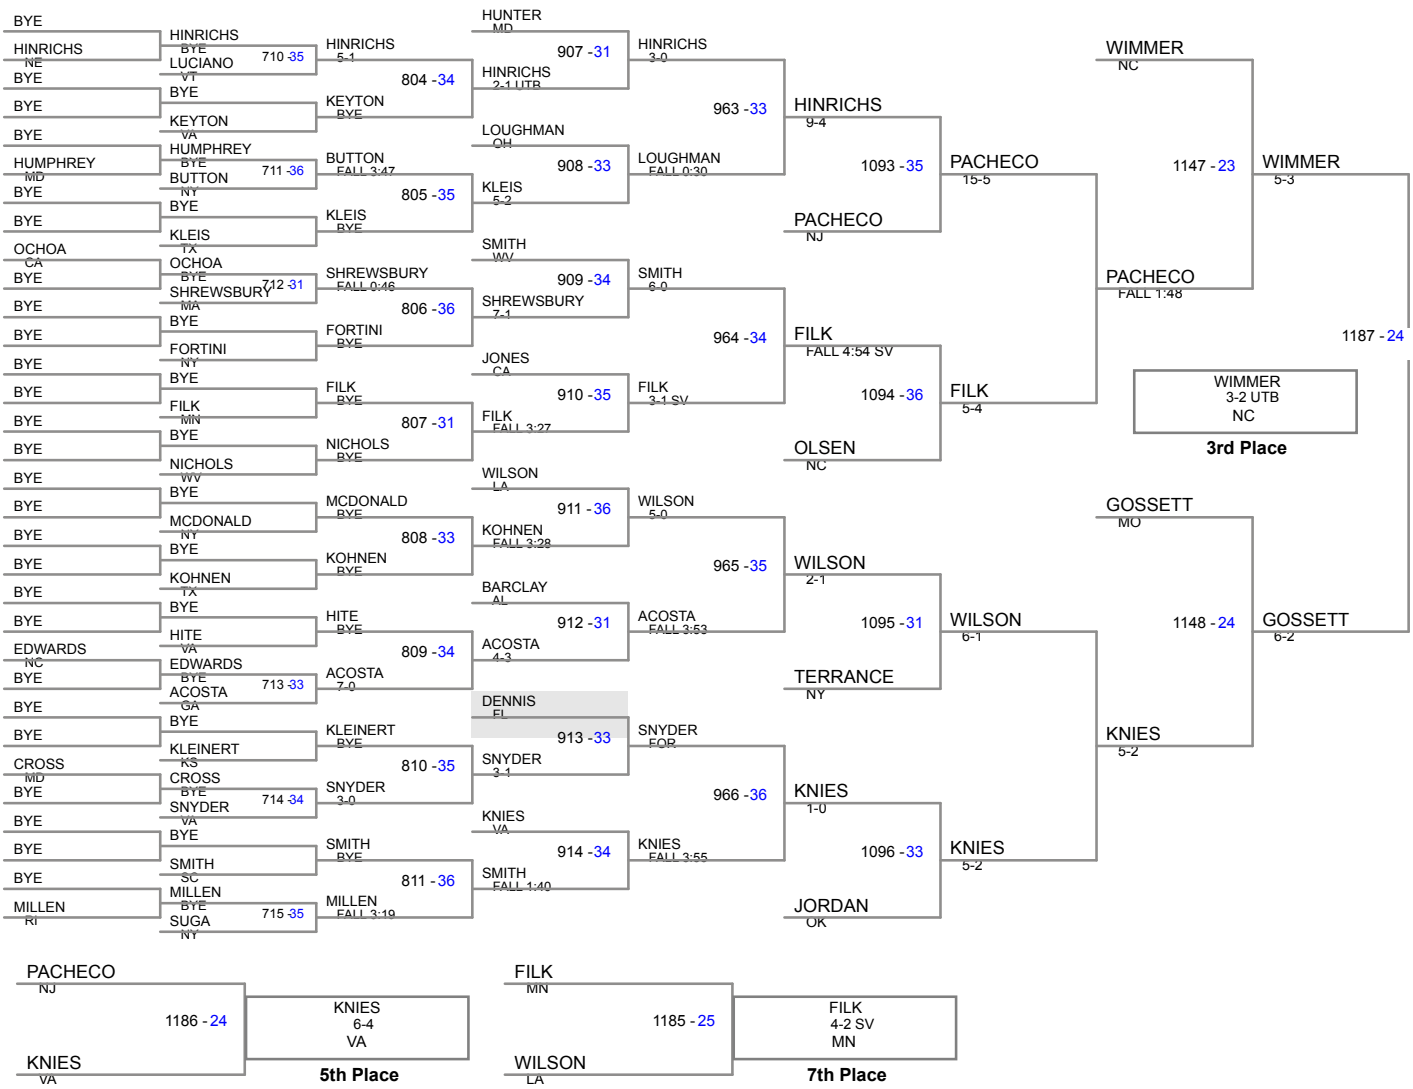 BYE
HINRICHS
NE
BYE
BYE
BYE
HUMPHREY
MD
BYE
BYE
OCHOA
CA
BYE
BYE
BYE
BYE
BYE
BYE
BYE
BYE
BYE
BYE
BYE
BYE
BYE
EDWARDS
NC
BYE
BYE
BYE
CROSS
MD
BYE
BYE
BYE
BYE
MILLEN
RI
HINRICHS
BYE
710 -35
LUCIANO
VT
BYE
KEYTON
VA
HUMPHREY
BYE
711 -36
BUTTON
NY
BYE
KLEIS
TX
OCHOA
BYE
712 -31
SHREWSBURY
MA
BYE
FORTINI
NY
BYE
FILK
MN
BYE
NICHOLS
WV
BYE
MCDONALD
NY
BYE
KOHNEN
TX
BYE
HITE
VA
EDWARDS
BYE
713 -33
ACOSTA
GA
BYE
KLEINERT
KS
CROSS
BYE
714 -34
SNYDER
VA
BYE
SMITH
SC
MILLEN
BYE
715 -35
SUGA
NY
HINRICHS
5-1
804 -34
KEYTON
BYE
BUTTON
FALL 3:47
805 -35
KLEIS
BYE
SHREWSBURY
FALL 0:46
806 -36
FORTINI
BYE
FILK
BYE
807 -31
NICHOLS
BYE
MCDONALD
BYE
808 -33
KOHNEN
BYE
HITE
BYE
809 -34
ACOSTA
7-0
KLEINERT
BYE
810 -35
SNYDER
3-0
SMITH
BYE
811 -36
MILLEN
FALL 3:19
HUNTER
MD
907 -31
HINRICHS
2-1 UTB
LOUGHMAN
OH
908 -33
KLEIS
5-2
SMITH
WV
909 -34
SHREWSBURY
7-1
JONES
CA
910 -35
FILK
FALL 3:27
WILSON
LA
911 -36
KOHNEN
FALL 3:28
BARCLAY
AL
912 -31
ACOSTA
4-3
DENNIS
FL
913 -33
SNYDER
3-1
KNIES
VA
914 -34
SMITH
FALL 1:40
HINRICHS
3-0
963 -33
LOUGHMAN
FALL 0:30
SMITH
6-0
964 -34
FILK
3-1 SV
WILSON
5-0
965 -35
ACOSTA
FALL 3:53
SNYDER
FOR
966 -36
KNIES
FALL 3:55
HINRICHS
9-4
1093 -35
PACHECO
NJ
FILK
FALL 4:54 SV
1094 -36
OLSEN
NC
WILSON
2-1
1095 -31
TERRANCE
NY
KNIES
1-0
1096 -33
JORDAN
OK
PACHECO
15-5
FILK
5-4
WILSON
6-1
KNIES
5-2
WIMMER
NC
1147 - 23
PACHECO
FALL 1:48
GOSSETT
MO
1148 - 24
KNIES
5-2
WIMMER
5-3
1187 - 24
GOSSETT
6-2
WIMMER
3-2 UTB
NC
3rd Place
PACHECO
NJ
1186 - 24
KNIES
VA
KNIES
6-4
VA
5th Place
FILK
MN
1185 - 25
WILSON
LA
FILK
4-2 SV
MN
7th Place